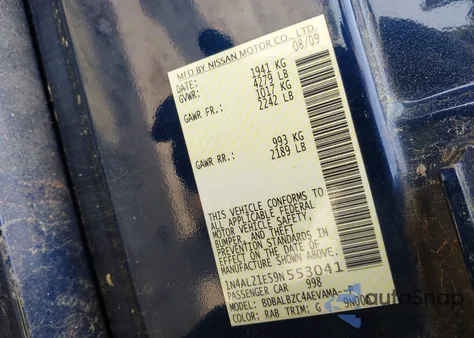 MFD BY NISSAN MOTOR CO., LTD.
DATE: 08/09
GVWR: 1941 KG
4279 LB
GAWR FR.: 1017 KG
2242 LB
GAWR RR.: 993 KG
2189 LB
THIS VEHICLE CONFORMS TO
ALL APPLICABLE FEDERAL
MOTOR VEHICLE SAFETY,
BUMPER, AND THEFT
PREVENTION STANDARDS IN
EFFECT ON THE DATE OF
MANUFACTURE SHOWN ABOVE.
1N4AL21E59N553041
PASSENGER CAR 998
MODEL: BDBALBZC4AEVAMA--P
COLOR: RAB TRIM: G
autoSnap